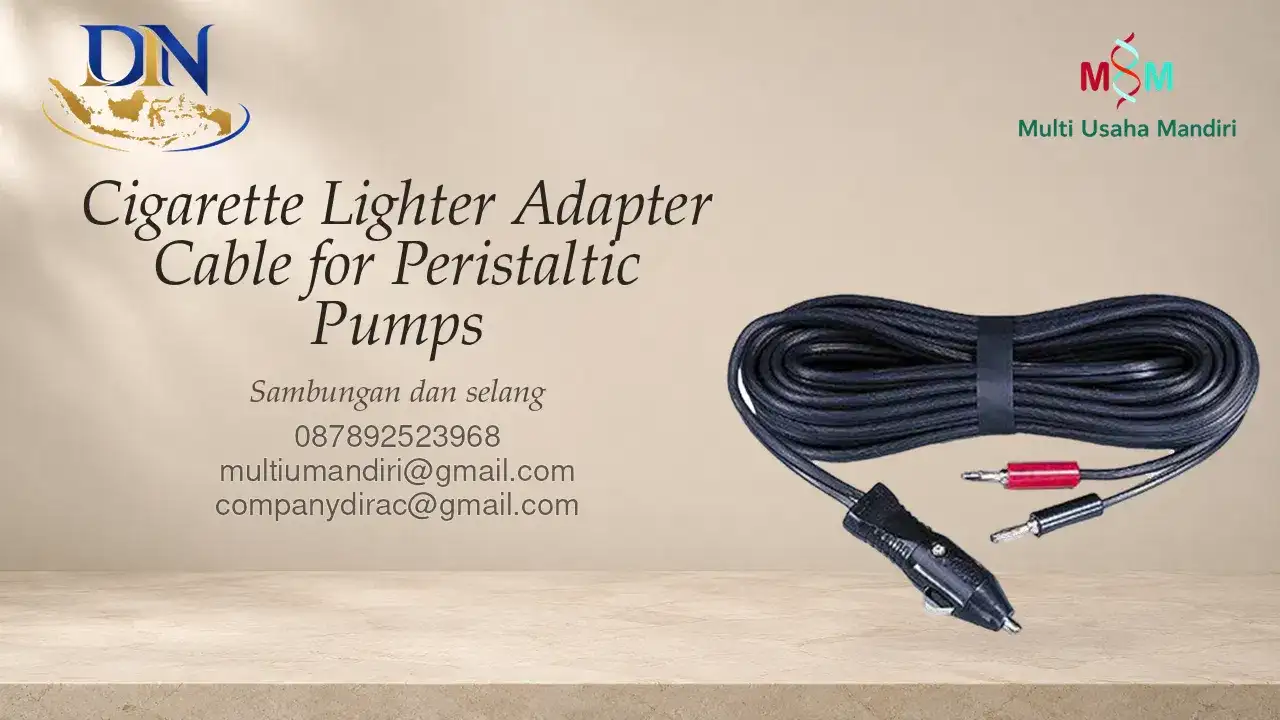 DIN
MSM
Multi Usaha Mandiri
Cigarette Lighter Adapter
Cable for Peristaltic
Pumps
Sambungan dan selang
087892523968
multiumandiri@gmail.com
companydirac@gmail.com